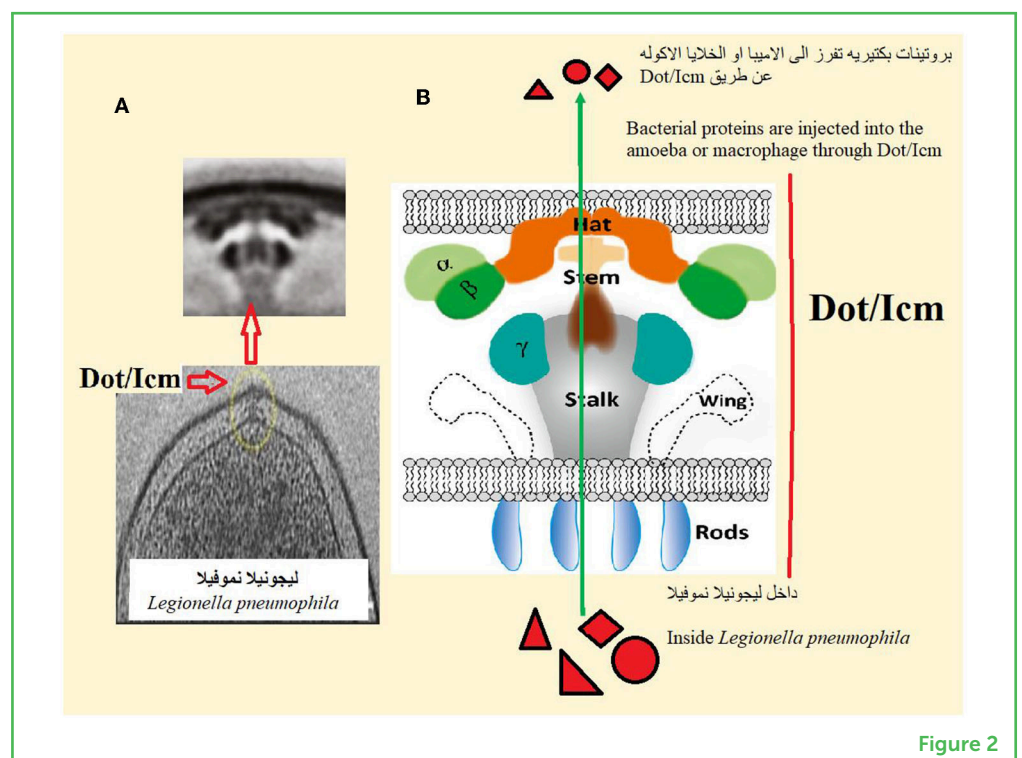 A
Dot/Icm
ليجونيلا نموفيلا
Legionella pneumophila
B
بروتينات بكتيريه تفرز الى الاميبا او الخلايا الاكوله
عن طريق Dot/Icm
Bacterial proteins are injected into the
amoeba or macrophage through Dot/Icm
Hat
α
β
Stem
γ
Stalk
Wing
Rods
Dot/Icm
داخل ليجونيلا نموفيلا
Inside Legionella pneumophila
Figure 2